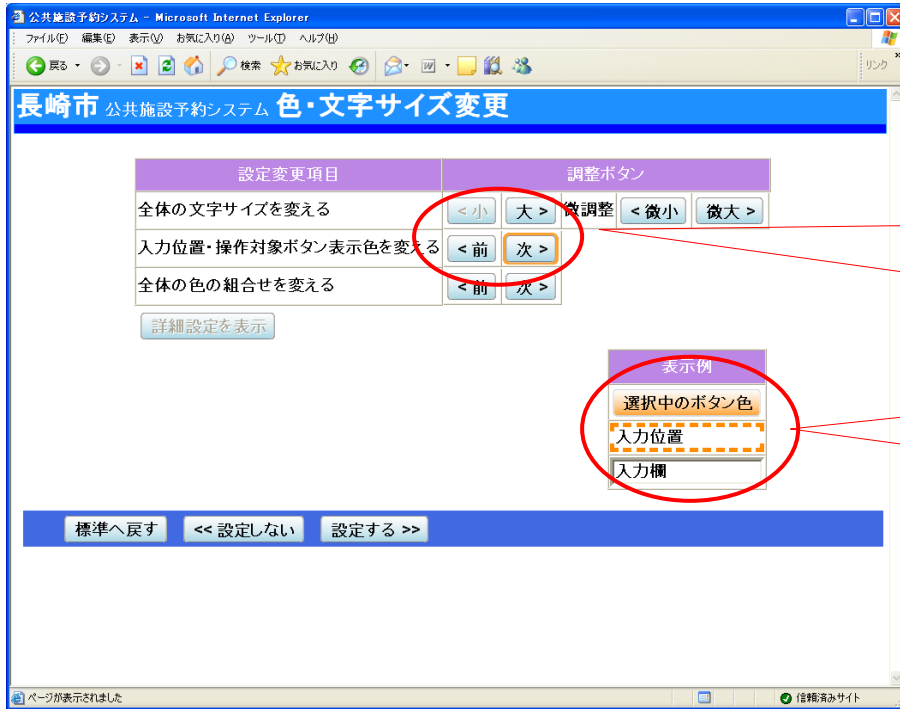 公共施設予約システム - Microsoft Internet Explorer
ファイル(F) 編集(E) 表示(V) お気に入り(A) ツール(T) ヘルプ(H)
戻る 検索 お気に入り リンク
長崎市 公共施設予約システム 色・文字サイズ変更
設定変更項目 調整ボタン
全体の文字サイズを変える < 小 大 > 微調整 < 微小 微大 >
入力位置・操作対象ボタン表示色を変える < 前 次 >
全体の色の組合せを変える < 前 次 >
詳細設定を表示
表示例
選択中のボタン色
入力位置
入力欄
標準へ戻す << 設定しない 設定する >>
ページが表示されました 信頼済みサイト